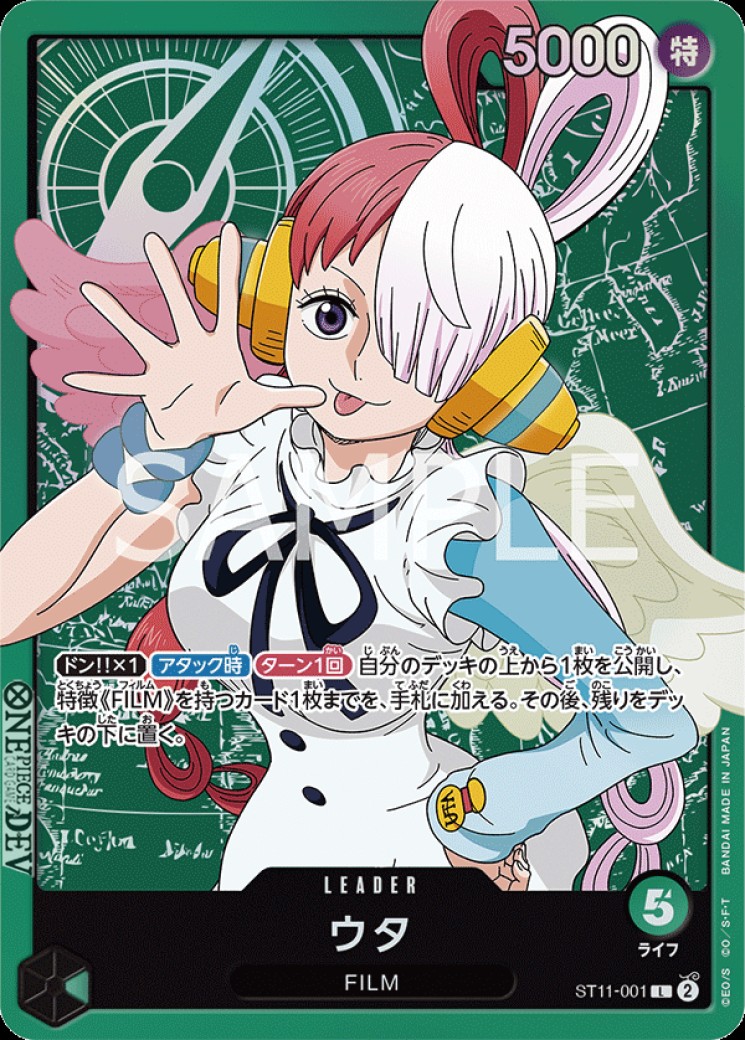 5000 特
SAMPLE
ドン!!×1 アタック時 ターン1回 自分のデッキの上から1枚を公開し、
特徴《FILM》を持つカード1枚までを、手札に加える。その後、残りをデッ
キの下に置く。
ONE PIECE
CARD GAME
DEV
BANDAI MADE IN JAPAN
©EO/S ©O/S・F・T
LEADER
ウタ
FILM
5
ライフ
ST11-001 L 2